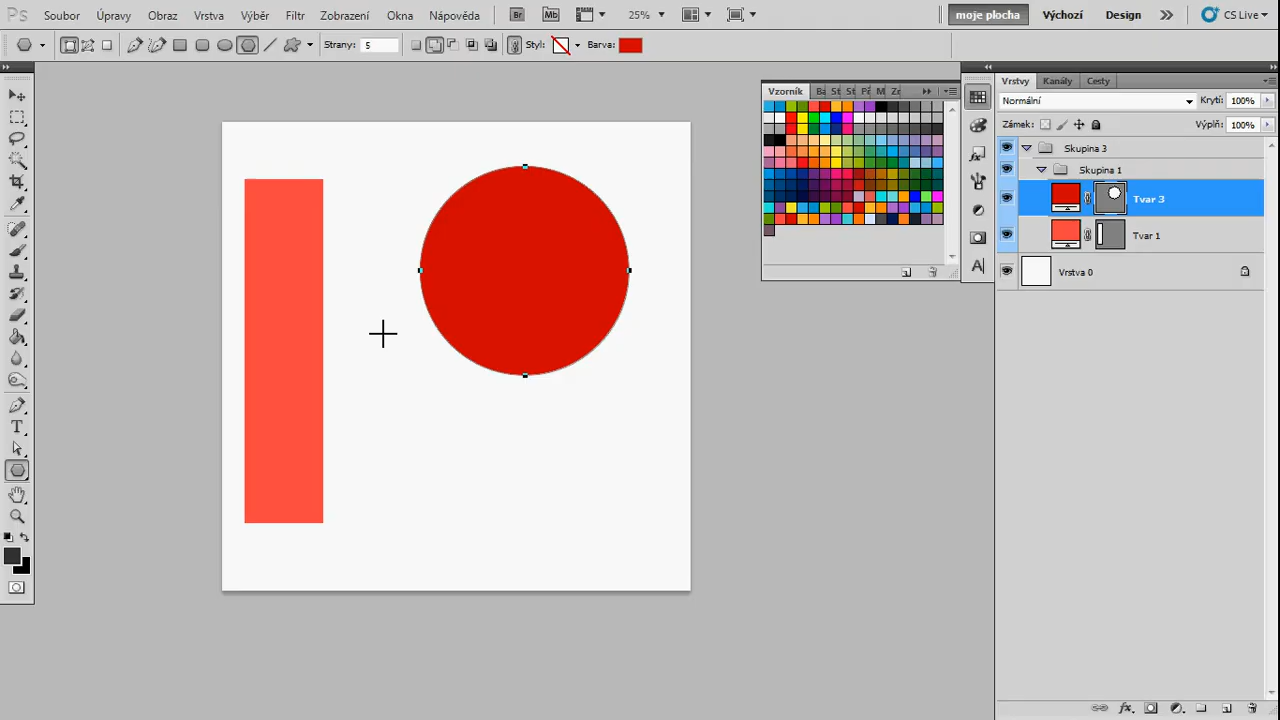 Ps Soubor Úpravy Obraz Vrstva Výběr Filtr Zobrazení Okna Nápověda Br Mb 25% moje plocha Výchozí Design CS Live
Strany: 5 Styl: Barva:
Vzorník
Vrstvy Kanály Cesty
Normální Krytí: 100%
Zámek: Výplň: 100%
Skupina 3
Skupina 1
Tvar 3
Tvar 1
Vrstva 0